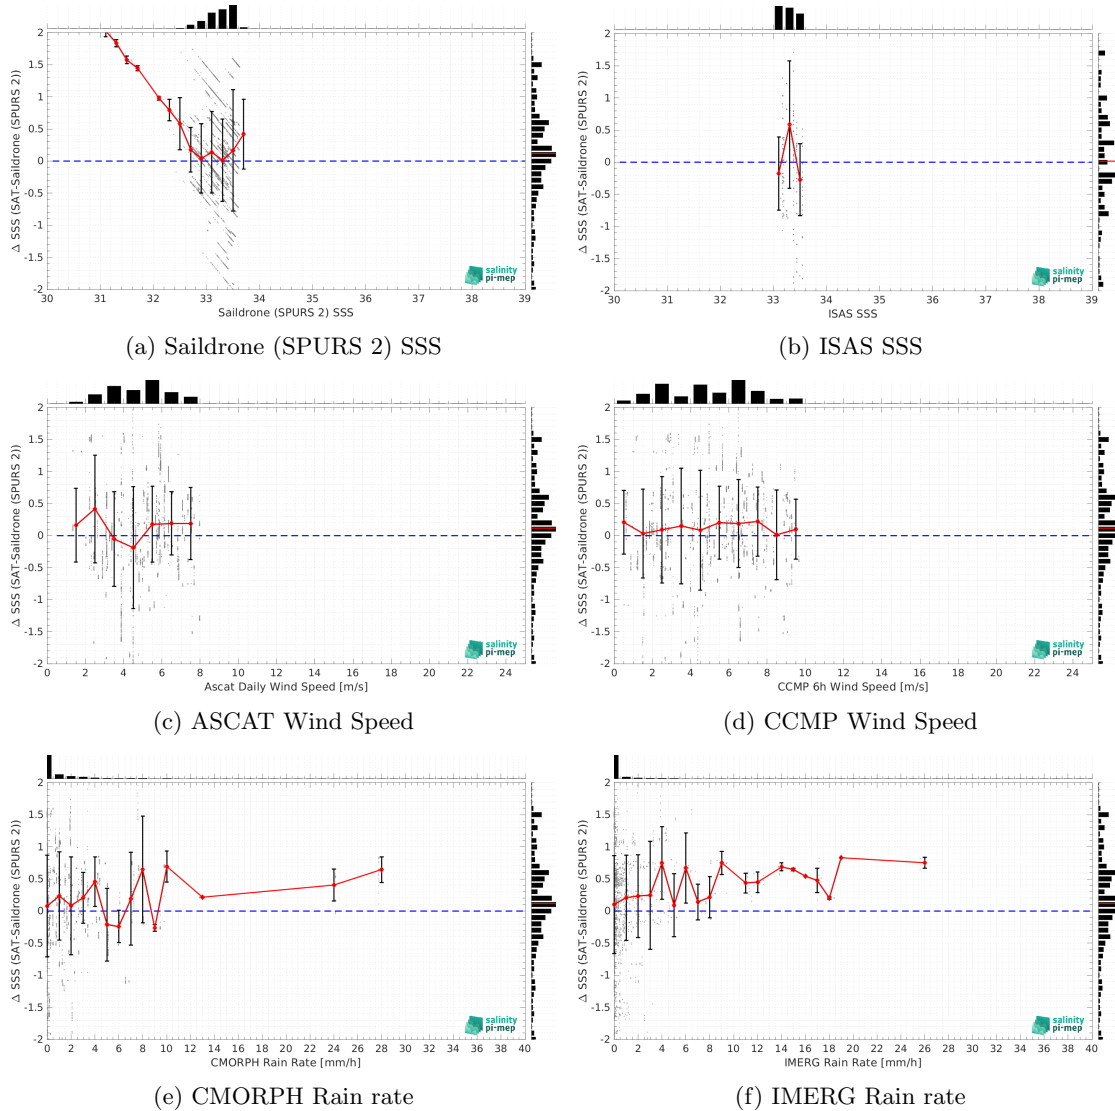 2
1.5
1
0.5
0
-0.5
-1
-1.5
-2
Δ SSS (SAT-Saildrone (SPURS 2))
30 31 32 33 34 35 36 37 38 39
Saildrone (SPURS 2) SSS
salinity
pi-mep
(a) Saildrone (SPURS 2) SSS
2
1.5
1
0.5
0
-0.5
-1
-1.5
-2
Δ SSS (SAT-Saildrone (SPURS 2))
30 31 32 33 34 35 36 37 38 39
ISAS SSS
salinity
pi-mep
(b) ISAS SSS
2
1.5
1
0.5
0
-0.5
-1
-1.5
-2
Δ SSS (SAT-Saildrone (SPURS 2))
0 2 4 6 8 10 12 14 16 18 20 22 24
Ascat Daily Wind Speed [m/s]
salinity
pi-mep
(c) ASCAT Wind Speed
2
1.5
1
0.5
0
-0.5
-1
-1.5
-2
Δ SSS (SAT-Saildrone (SPURS 2))
0 2 4 6 8 10 12 14 16 18 20 22 24
CCMP 6h Wind Speed [m/s]
salinity
pi-mep
(d) CCMP Wind Speed
2
1.5
1
0.5
0
-0.5
-1
-1.5
-2
Δ SSS (SAT-Saildrone (SPURS 2))
0 2 4 6 8 10 12 14 16 18 20 22 24 26 28 30 32 34 36 38 40
CMORPH Rain Rate [mm/h]
salinity
pi-mep
(e) CMORPH Rain rate
2
1.5
1
0.5
0
-0.5
-1
-1.5
-2
Δ SSS (SAT-Saildrone (SPURS 2))
0 2 4 6 8 10 12 14 16 18 20 22 24 26 28 30 32 34 36 38 40
IMERG Rain Rate [mm/h]
salinity
pi-mep
(f) IMERG Rain rate